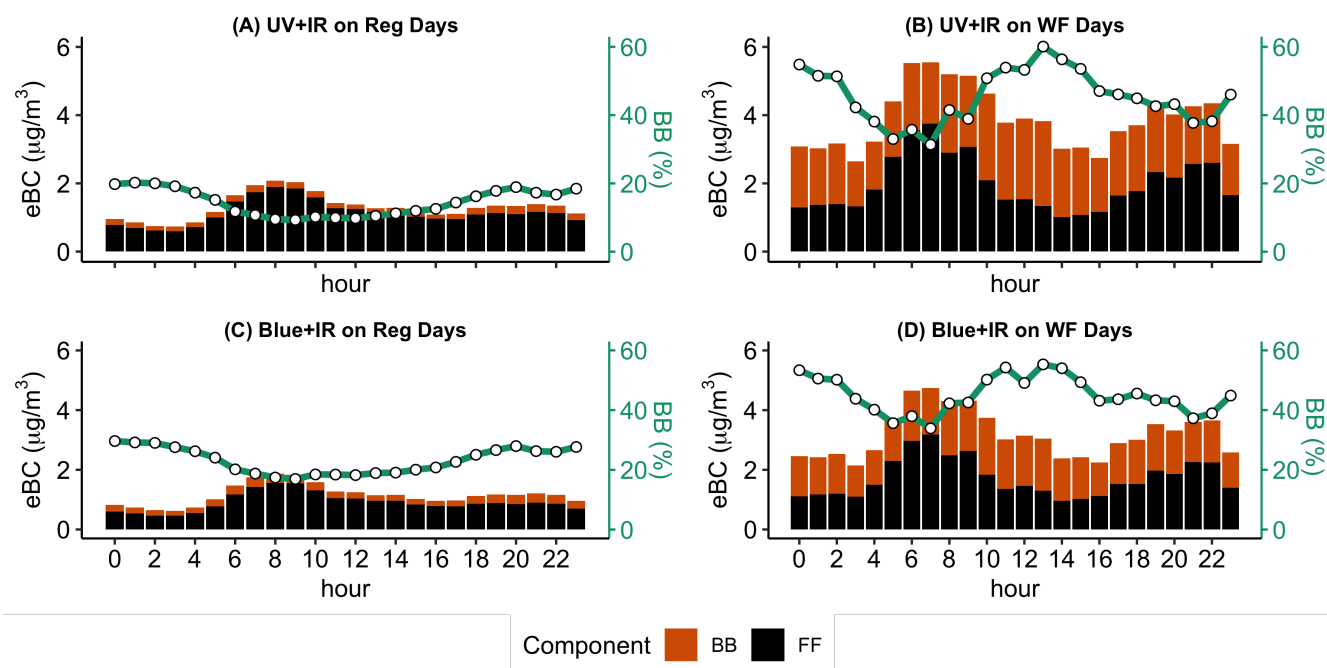 (A) UV+IR on Reg Days
6
4
2
0
eBC (μg/m³)
60
40
20
0
BB (%)
hour
(B) UV+IR on WF Days
6
4
2
0
eBC (μg/m³)
60
40
20
0
BB (%)
hour
(C) Blue+IR on Reg Days
6
4
2
0
eBC (μg/m³)
60
40
20
0
BB (%)
0 2 4 6 8 10 12 14 16 18 20 22
hour
(D) Blue+IR on WF Days
6
4
2
0
eBC (μg/m³)
60
40
20
0
BB (%)
0 2 4 6 8 10 12 14 16 18 20 22
hour
Component BB FF